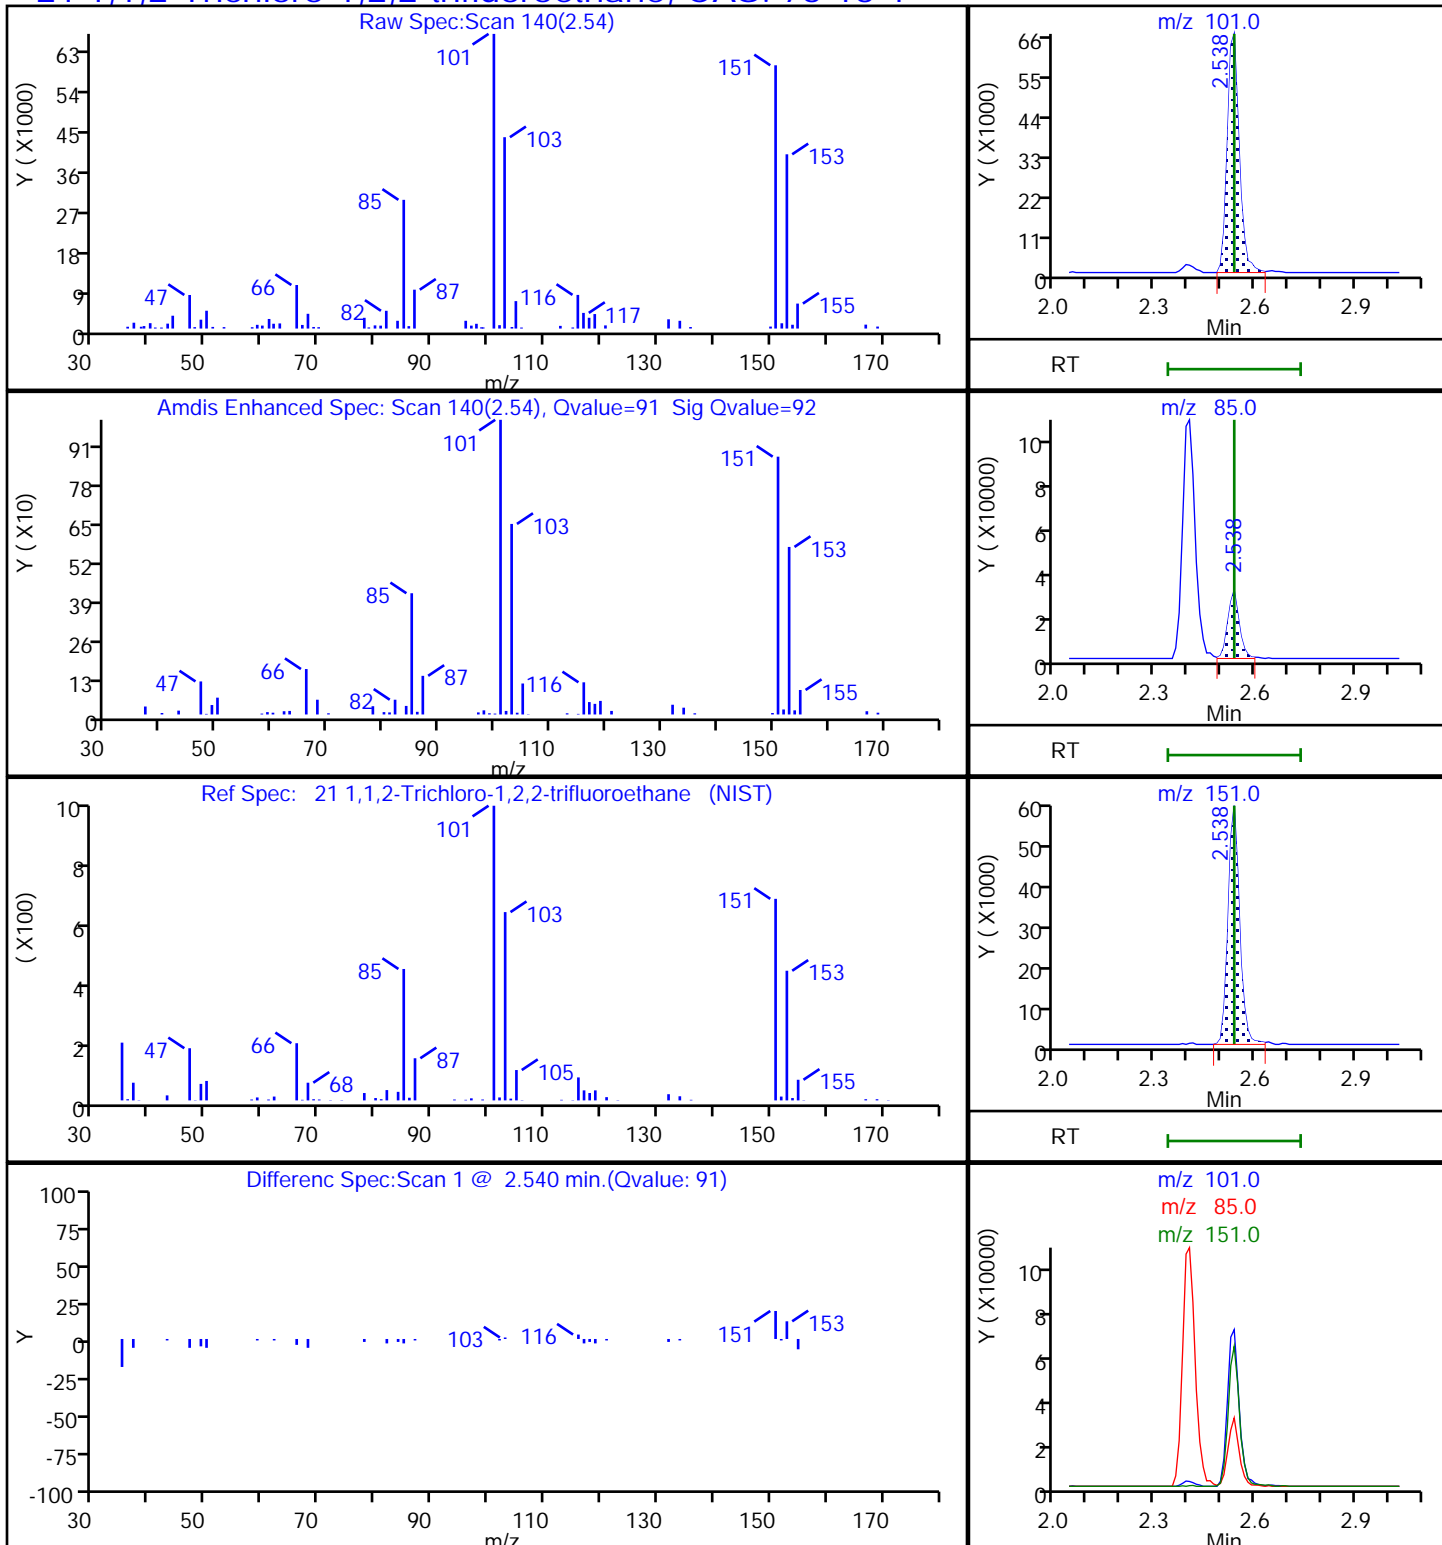 Raw Spec:Scan 140(2.54)
Y ( X1000)
63
54
45
36
27
18
9
0
101
151
103
153
85
47
66
82
87
116
117
155
30 50 70 90 110 130 150 170
m/z
m/z 101.0
Y ( X1000)
66
55
44
33
22
11
0
2.538
2.0 2.3 2.6 2.9
Min
RT
Amdis Enhanced Spec: Scan 140(2.54), Qvalue=91 Sig Qvalue=92
Y ( X10)
91
78
65
52
39
26
13
0
101
151
103
153
85
47
66
82
87
116
155
30 50 70 90 110 130 150 170
m/z
m/z 85.0
Y ( X10000)
10
8
6
4
2
0
2.538
2.0 2.3 2.6 2.9
Min
RT
Ref Spec: 21 1,1,2-Trichloro-1,2,2-trifluoroethane (NIST)
( X100)
10
8
6
4
2
0
101
151
103
153
85
47
66
68
87
105
155
30 50 70 90 110 130 150 170
m/z 151.0
Y ( X1000)
60
50
40
30
20
10
0
2.538
2.0 2.3 2.6 2.9
Min
RT
Differenc Spec:Scan 1 @ 2.540 min.(Qvalue: 91)
Y
100
75
50
25
0
-25
-50
-75
-100
103
116
151
153
30 50 70 90 110 130 150 170
m/z
m/z 101.0
m/z 85.0
m/z 151.0
Y ( X10000)
10
8
6
4
2
0
2.0 2.3 2.6 2.9
Min